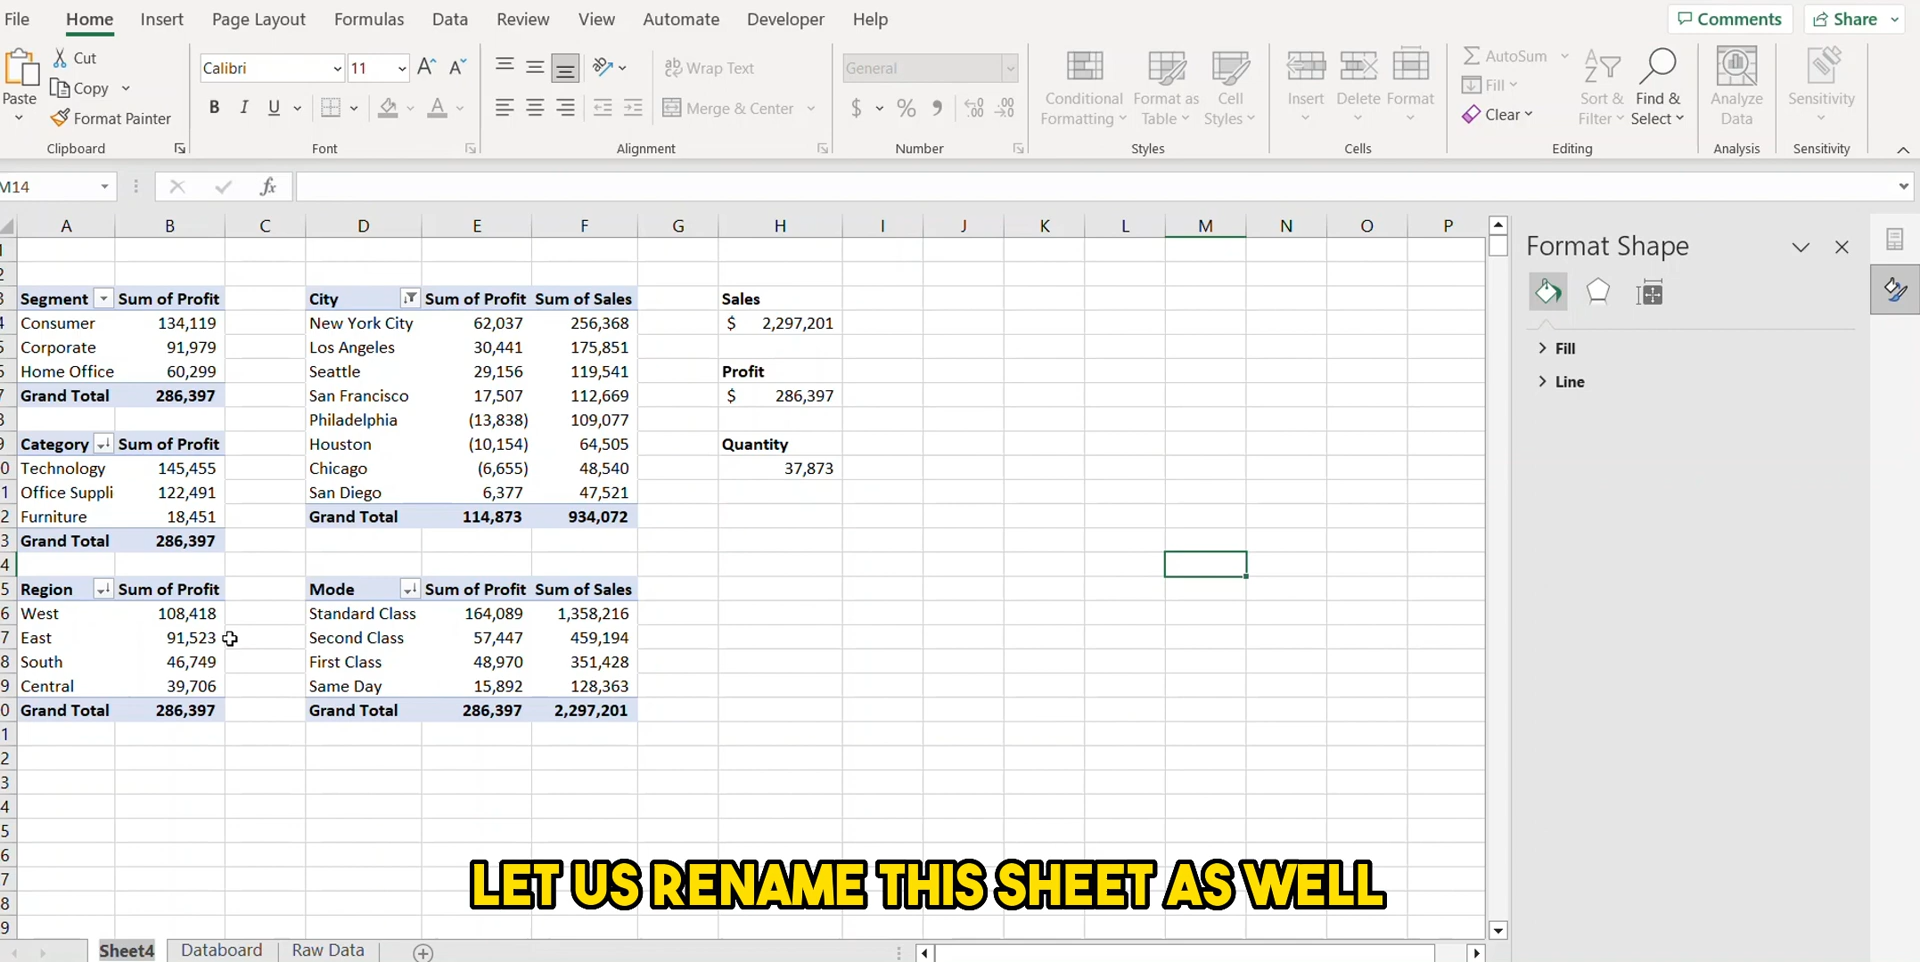 File Home Insert Page Layout Formulas Data Review View Automate Developer Help Comments Share
Paste Cut Copy Format Painter Clipboard
Calibri 11 B I U Font
ab Wrap Text Merge & Center Alignment
General $ % Number
Conditional Formatting Format as Table Cell Styles Styles
Insert Delete Format Cells
AutoSum Fill Clear Sort & Filter Find & Select Editing
Analyze Data Analysis
Sensitivity Sensitivity
M14 fx
A B C D E F G H I J K L M N O P
Segment Sum of Profit City Sum of Profit Sum of Sales Sales
Consumer 134,119 New York City 62,037 256,368 $ 2,297,201
Corporate 91,979 Los Angeles 30,441 175,851
Home Office 60,299 Seattle 29,156 119,541 Profit
Grand Total 286,397 San Francisco 17,507 112,669 $ 286,397
Philadelphia (13,838) 109,077
Category Sum of Profit Houston (10,154) 64,505 Quantity
Technology 145,455 Chicago (6,655) 48,540 37,873
Office Suppli 122,491 San Diego 6,377 47,521
Furniture 18,451 Grand Total 114,873 934,072
Grand Total 286,397
Region Sum of Profit Mode Sum of Profit Sum of Sales
West 108,418 Standard Class 164,089 1,358,216
East 91,523 Second Class 57,447 459,194
South 46,749 First Class 48,970 351,428
Central 39,706 Same Day 15,892 128,363
Grand Total 286,397 Grand Total 286,397 2,297,201
Format Shape
Fill
Line
LET US RENAME THIS SHEET AS WELL
Sheet4 Databoard Raw Data